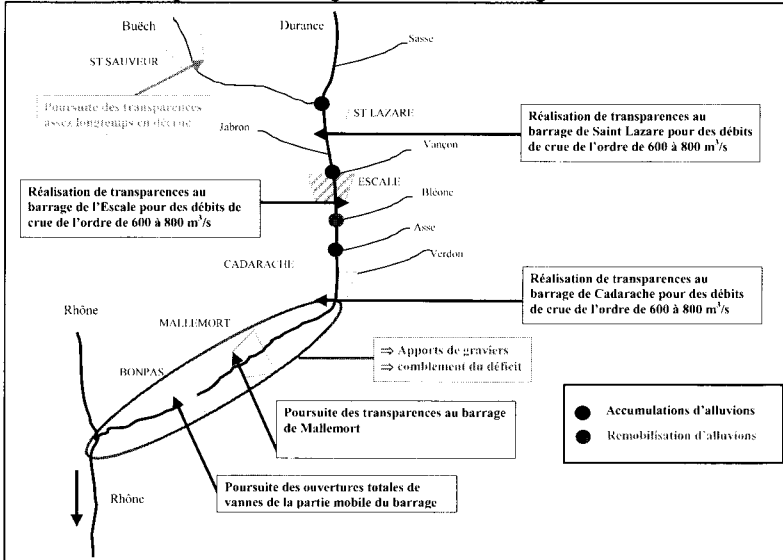 Buëch
Durance
Sasse
ST SAUVEUR
Poursuite des transparences
assez longtemps en décrue
ST LAZARE
Jabron
Réalisation de transparences au
barrage de Saint Lazare pour des débits
de crue de l'ordre de 600 à 800 m³/s
Vançon
ESCALE
Réalisation de transparences au
barrage de l'Escale pour des débits de
crue de l'ordre de 600 à 800 m³/s
Bléone
Asse
Verdon
CADARACHE
Réalisation de transparences au
barrage de Cadarache pour des débits
de crue de l'ordre de 600 à 800 m³/s
Rhône
MALLEMORT
⇒ Apports de graviers
⇒ comblement du déficit
BONPAS
Poursuite des transparences au barrage
de Mallemort
Accumulations d'alluvions
Remobilisation d'alluvions
Poursuite des ouvertures totales de
vannes de la partie mobile du barrage
Rhône